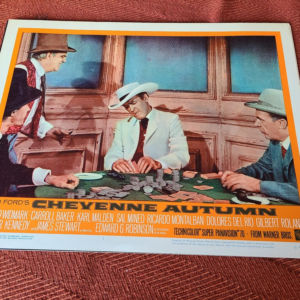 FORD'S CHEYENNE AUTUMN
WIDMARK, CARROLL BAKER, KARL MALDEN, SAL MINEO, RICARDO MONTALBAN, DOLORES DEL RIO, GILBERT ROLAN
KENNEDY JAMES STEWART EDWARD G ROBINSON TECHNICOLOR SUPER PANAVISION 70 · FROM WARNER BROS